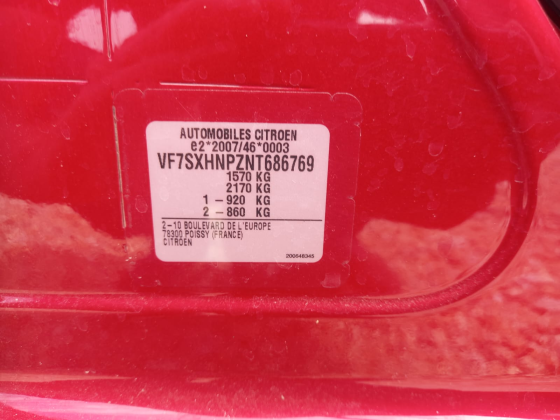 AUTOMOBILES CITROEN
e2*2007/46*0003
VF7SXHNPZNT686769
1570 KG
2170 KG
1 - 920 KG
2 - 860 KG
2-10 BOULEVARD DE L'EUROPE
78300 POISSY (FRANCE)
CITROEN
200648345